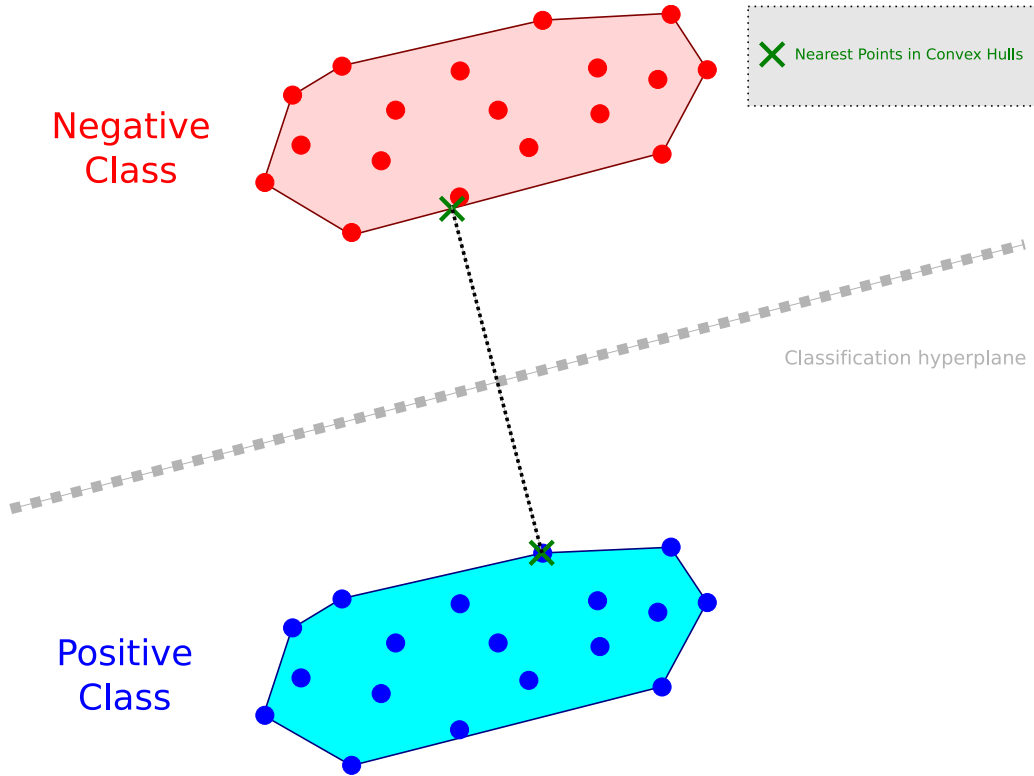 Nearest Points in Convex Hulls
Negative
Class
Classification hyperplane
Positive
Class